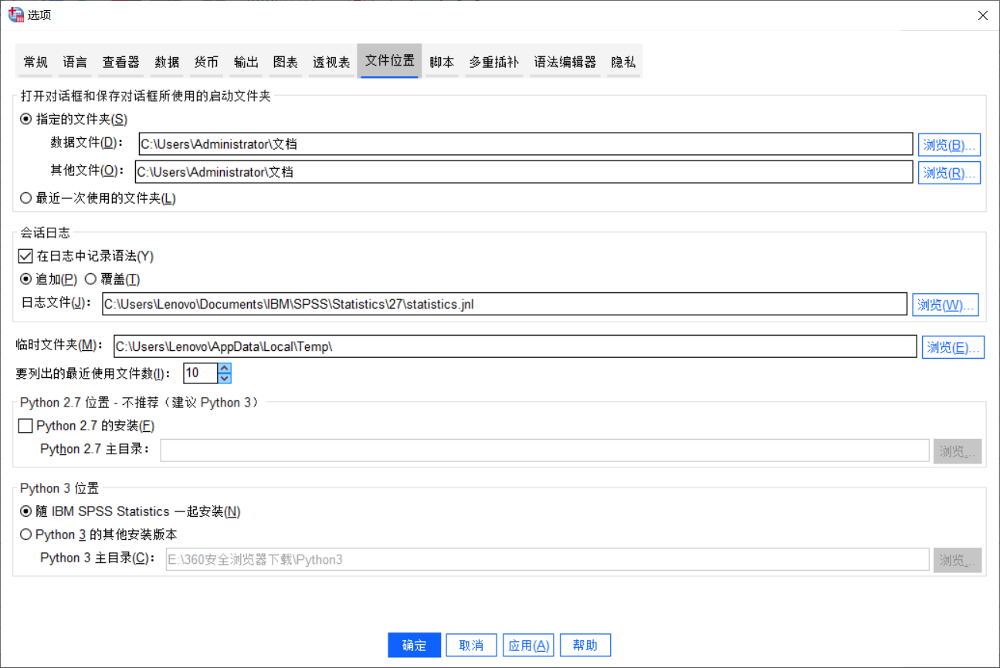 选项
常规 语言 查看器 数据 货币 输出 图表 透视表 文件位置 脚本 多重插补 语法编辑器 隐私
打开对话框和保存对话框所使用的启动文件夹
指定的文件夹(S)
数据文件(D)： C:\Users\Administrator\文档 浏览(B)...
其他文件(O)： C:\Users\Administrator\文档 浏览(R)...
最近一次使用的文件夹(L)
会话日志
在日志中记录语法(Y)
追加(P) 覆盖(T)
日志文件(J)： C:\Users\Lenovo\Documents\IBM\SPSS\Statistics\27\statistics.jnl 浏览(W)...
临时文件夹(M)： C:\Users\Lenovo\AppData\Local\Temp\ 浏览(E)...
要列出的最近使用文件数(I)： 10
Python 2.7 位置 - 不推荐（建议 Python 3）
Python 2.7 的安装(F)
Python 2.7 主目录： 浏览...
Python 3 位置
随 IBM SPSS Statistics 一起安装(N)
Python 3 的其他安装版本
Python 3 主目录(C)： E:\360安全浏览器下载\Python3 浏览...
确定 取消 应用(A) 帮助